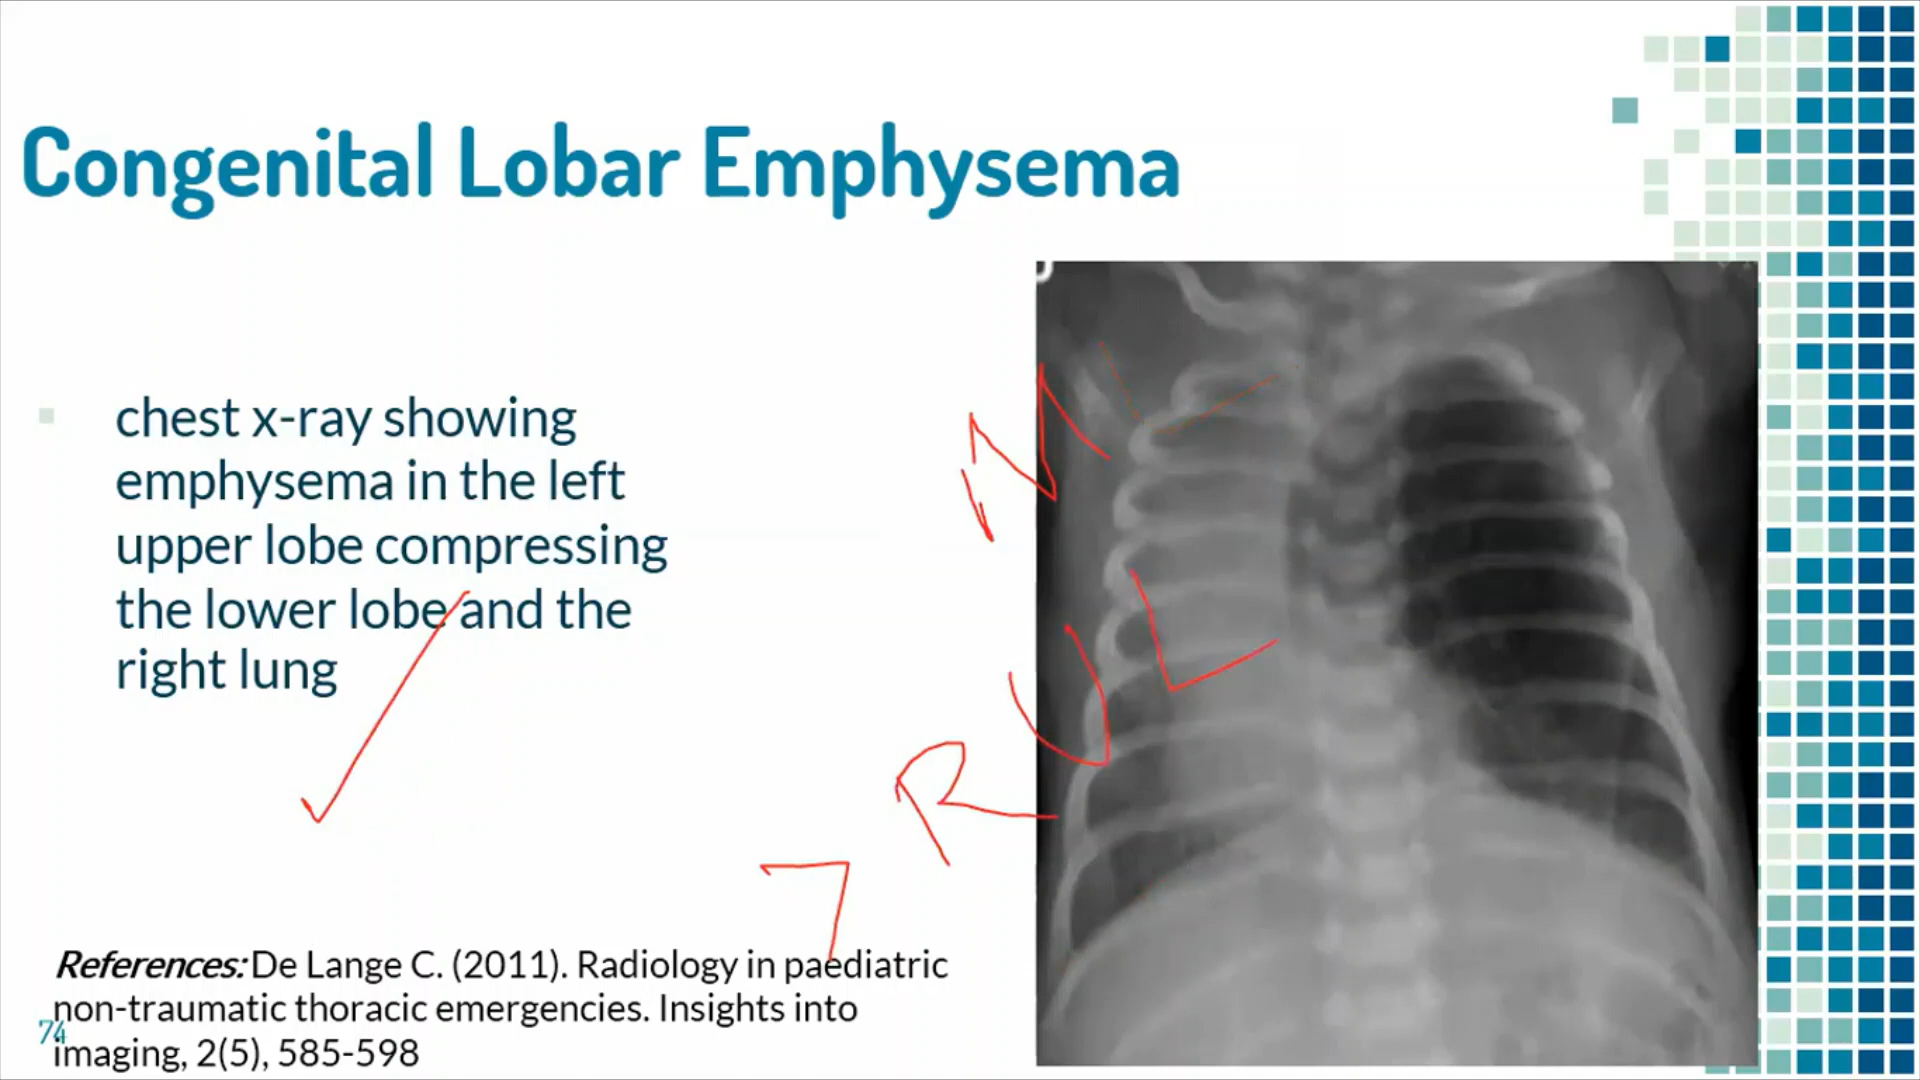 Congenital Lobar Emphysema
chest x-ray showing
emphysema in the left
upper lobe compressing
the lower lobe and the
right lung
M
RUL
7
References: De Lange C. (2011). Radiology in paediatric
non-traumatic thoracic emergencies. Insights into
imaging, 2(5), 585-598
74